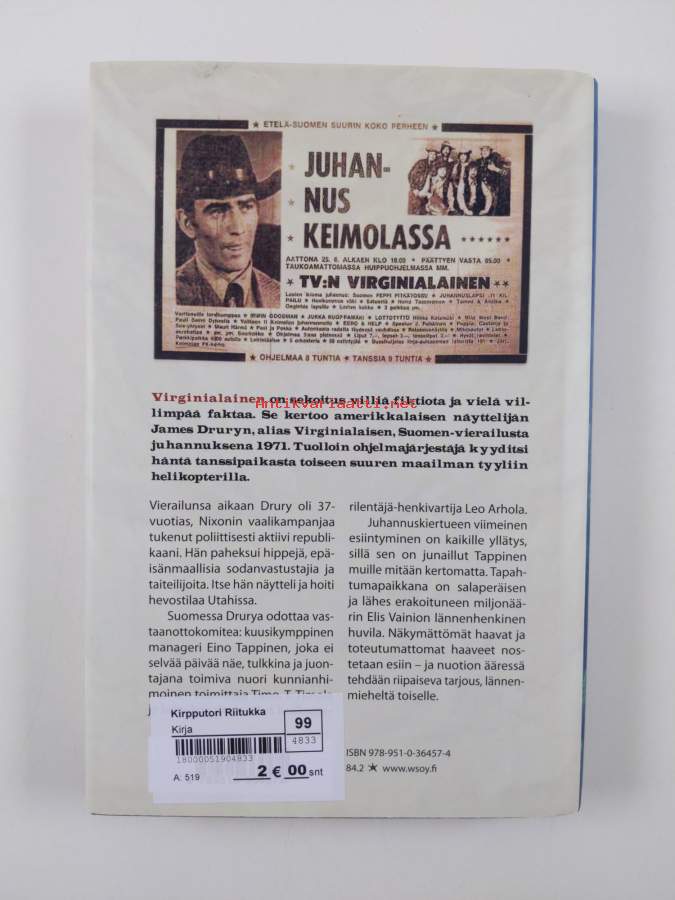 ★ ETELÄ-SUOMEN SUURIN KOKO PERHEEN ★
JUHAN-
NUS
KEIMOLASSA
AATTONA 25. 6. ALKAEN KLO 19.00 ★ PÄÄTTYEN VASTA 05.00
TAUKOAMATTOMASSA HUIPPUOHJELMASSA MM.
★ TV:N VIRGINIALAINEN
★ OHJELMAA 8 TUNTIA ★ TANSSIA 9 TUNTIA ★
Virginialainen on sekoitus villiä fiktiota ja vielä vil-
limpää faktaa. Se kertoo amerikkalaisen näyttelijän
James Druryn, alias Virginialaisen, Suomen-vierailusta
juhannuksena 1971. Tuolloin ohjelmajärjestäjä kyyditsi
häntä tanssipaikasta toiseen suuren maailman tyyliin
helikopterilla.
Antikvariaatti.net
Vierailunsa aikaan Drury oli 37-
vuotias, Nixonin vaalikampanjaa
tukenut poliittisesti aktiivi republi-
kaani. Hän paheksui hippejä, epä-
isänmaallisia sodanvastustajia ja
taiteilijoita. Itse hän näytteli ja hoiti
hevostilaa Utahissa.
Suomessa Drurya odottaa vas-
taanottokomitea: kuusikymppinen
manageri Eino Tappinen, joka ei
selvää päivää näe, tulkkina ja juon-
tajana toimiva nuori kunnianhi-
moinen toimittaja Timo T.
rilentäjä-henkivartija Leo Arhola.
Juhannuskiertueen viimeinen
esiintyminen on kaikille yllätys,
sillä sen on junaillut Tappinen
muille mitään kertomatta. Tapah-
tumapaikkana on salaperäisen
ja lähes erakoituneen miljonää-
rin Elis Vainion lännenhenkinen
huvila. Näkymättömät haavat ja
toteutumattomat haaveet nos-
tetaan esiin – ja nuotion ääressä
tehdään riipaiseva tarjous, lännen-
mieheltä toiselle.
Kirpputori Riitukka
Kirja
99
4833
18000051904833
A: 519
2 € 00 snt
ISBN 978-951-0-36457-4
84.2 ★ www.wsoy.fi